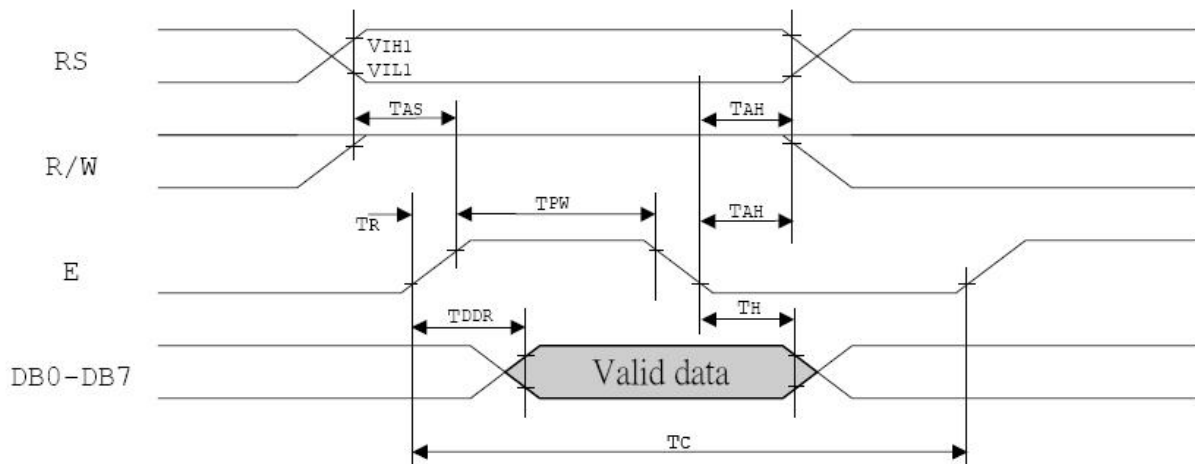 RS
VIH1
VIL1
TAS
TAH
R/W
TR
TPW
TAH
E
TDDR
TH
DB0-DB7
Valid data
TC